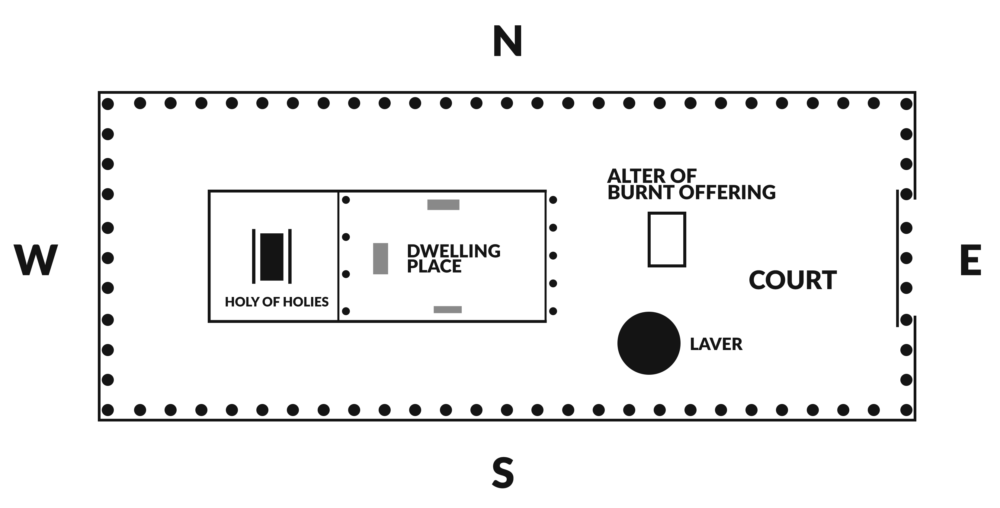 N
ALTER OF
BURNT OFFERING
DWELLING
PLACE
W
E
COURT
HOLY OF HOLIES
LAVER
S